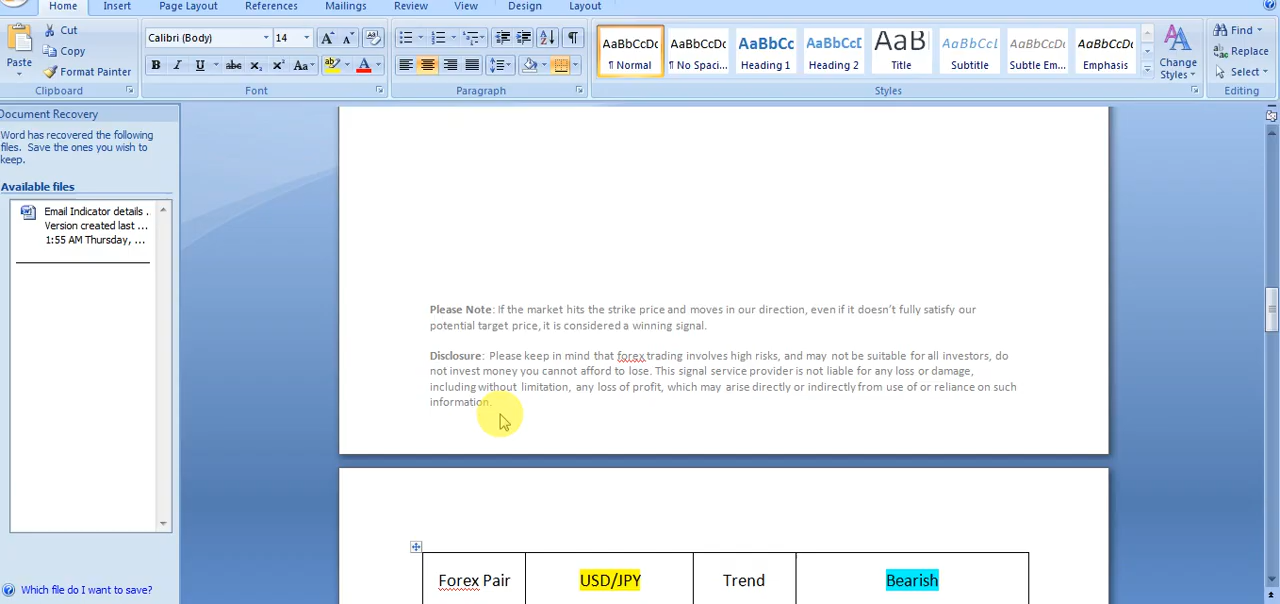 Home Insert Page Layout References Mailings Review View Design Layout
Cut
Copy
Format Painter
Paste
Clipboard
Calibri (Body) 14
B I U abc X₂ X² Aa
Font
Paragraph
AaBbCcDc AaBbCcDc AaBbCc AaBbCcD AaB AaBbCcL AaBbCcDc AaBbCcDc
¶ Normal ¶ No Spaci... Heading 1 Heading 2 Title Subtitle Subtle Em... Emphasis
Change
Styles
Styles
Find
Replace
Select
Editing
Document Recovery
Word has recovered the following
files. Save the ones you wish to
keep.
Available files
Email Indicator details .
Version created last ...
1:55 AM Thursday, ...
Which file do I want to save?
Please Note: If the market hits the strike price and moves in our direction, even if it doesn’t fully satisfy our
potential target price, it is considered a winning signal.
Disclosure: Please keep in mind that forex trading involves high risks, and may not be suitable for all investors, do
not invest money you cannot afford to lose. This signal service provider is not liable for any loss or damage,
including without limitation, any loss of profit, which may arise directly or indirectly from use of or reliance on such
information.
Forex Pair USD/JPY Trend Bearish